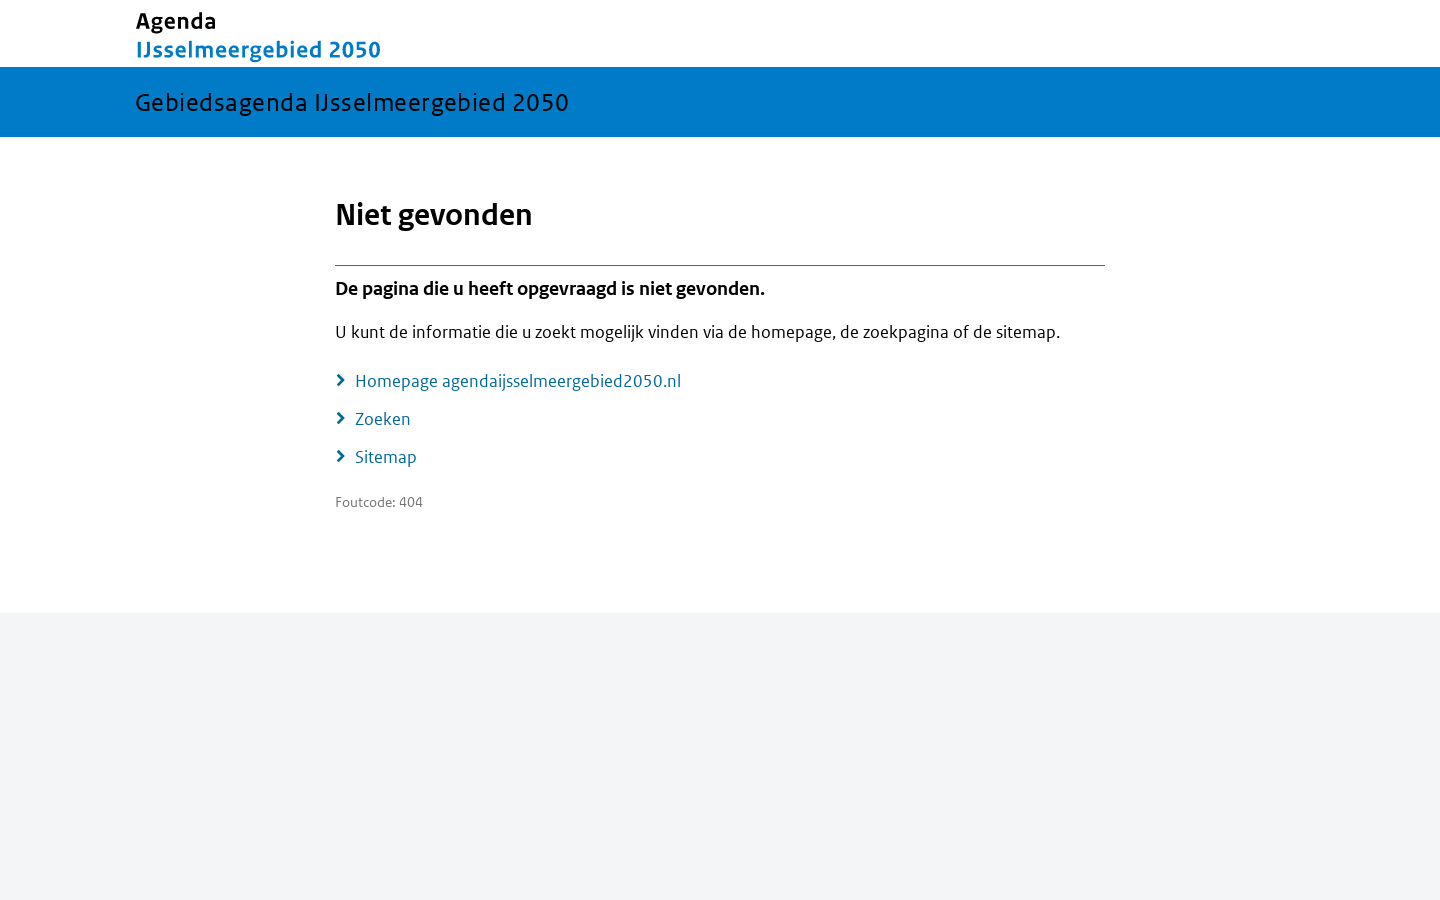 Agenda
IJsselmeergebied 2050
Gebiedsagenda IJsselmeergebied 2050
Niet gevonden
De pagina die u heeft opgevraagd is niet gevonden.
U kunt de informatie die u zoekt mogelijk vinden via de homepage, de zoekpagina of de sitemap.
Homepage agendaijsselmeergebied2050.nl
Zoeken
Sitemap
Foutcode: 404